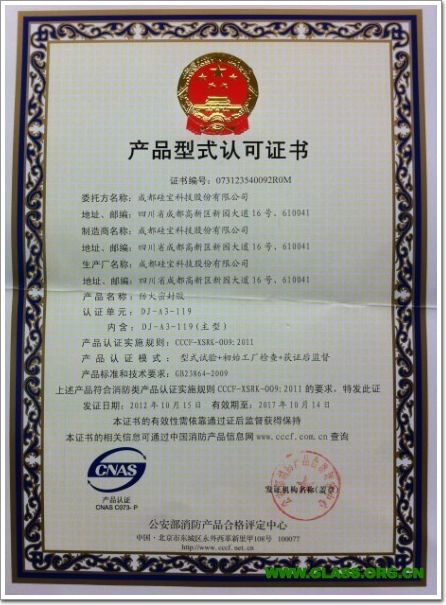 产品型式认可证书
证书编号：073123540092R0M
委托方名称：成都硅宝科技股份有限公司
地址、邮编：四川省成都高新区新园大道16号、610041
制造商名称：成都硅宝科技股份有限公司
地址、邮编：四川省成都高新区新园大道16号、610041
生产厂名称：成都硅宝科技股份有限公司
地址、邮编：四川省成都高新区新园大道16号、610041
产品名称：防火密封胶
认证单元：DJ-A3-119
内含：DJ-A3-119(主型)
产品认证实施规则：CCCF-XSRK-009:2011
产品认证模式：型式试验+初始工厂检查+获证后监督
产品标准和技术要求：GB23864-2009
上述产品符合消防类产品认证实施规则CCCF-XSRK-009:2011的要求，特发此证
发证日期：2012年10月15日 有效期至：2017年10月14日
本证书的有效性需依靠通过证后监督获得保持
本证书的相关信息可通过中国消防产品信息网www.cccf.com.cn查询
CNAS
产品认证
CNAS C073-P
发证机构名称(盖章)
公安部消防产品合格评定中心
中国·北京市东城区永外西革新里甲108号 100077
http://www.cccf.net.cn
WWW.GLASS.ORG.CN